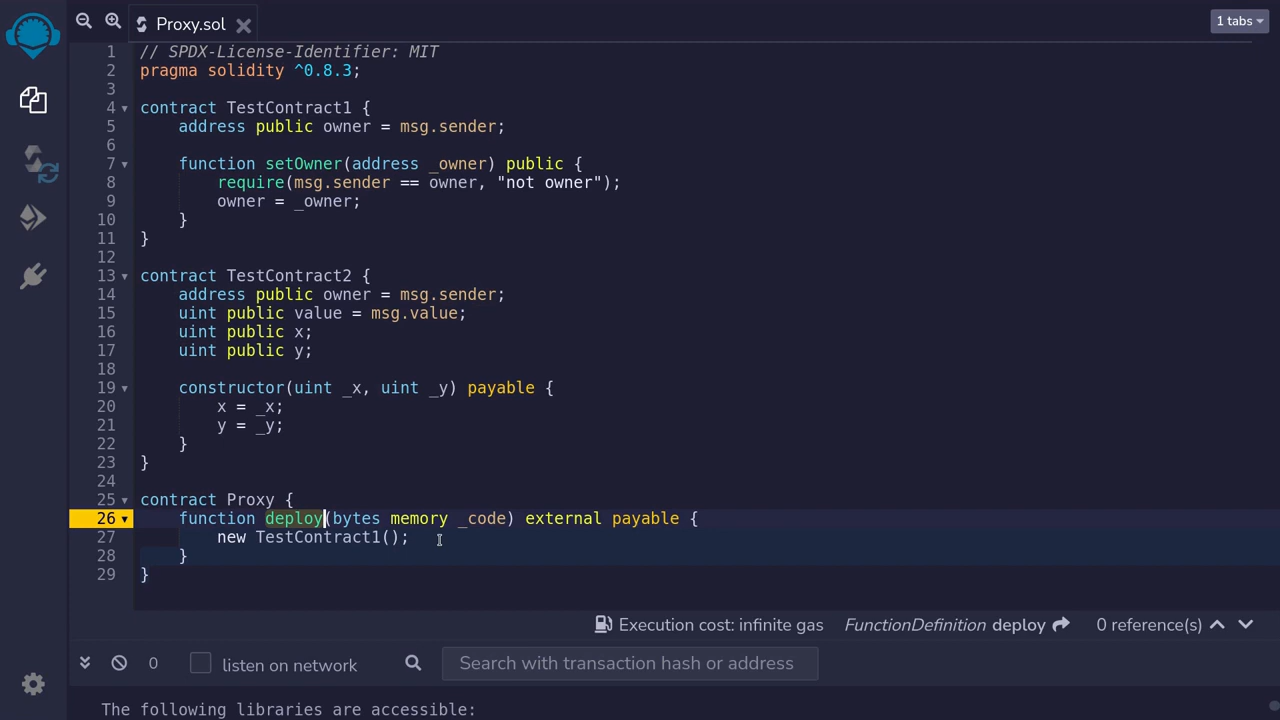 Proxy.sol
1 tabs
1 // SPDX-License-Identifier: MIT
2 pragma solidity ^0.8.3;
3
4 contract TestContract1 {
5     address public owner = msg.sender;
6
7     function setOwner(address _owner) public {
8         require(msg.sender == owner, "not owner");
9         owner = _owner;
10     }
11 }
12
13 contract TestContract2 {
14     address public owner = msg.sender;
15     uint public value = msg.value;
16     uint public x;
17     uint public y;
18
19     constructor(uint _x, uint _y) payable {
20         x = _x;
21         y = _y;
22     }
23 }
24
25 contract Proxy {
26     function deploy(bytes memory _code) external payable {
27         new TestContract1();
28     }
29 }
Execution cost: infinite gas FunctionDefinition deploy 0 reference(s)
0 listen on network Search with transaction hash or address
The following libraries are accessible: